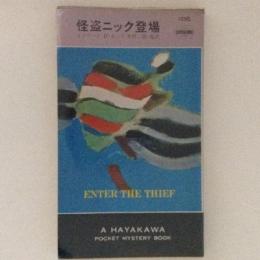 怪盗ニック登場
ENTER THE THIEF
A HAYAKAWA
POCKET MYSTERY BOOK